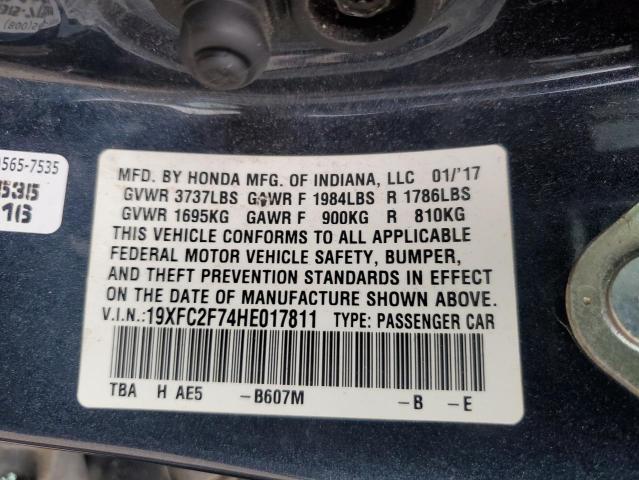 565-7535
535
16
MFD. BY HONDA MFG. OF INDIANA, LLC 01/'17
GVWR 3737LBS GAWR F 1984LBS R 1786LBS
GVWR 1695KG GAWR F 900KG R 810KG
THIS VEHICLE CONFORMS TO ALL APPLICABLE
FEDERAL MOTOR VEHICLE SAFETY, BUMPER,
AND THEFT PREVENTION STANDARDS IN EFFECT
ON THE DATE OF MANUFACTURE SHOWN ABOVE.
V.I.N.:19XFC2F74HE017811 TYPE: PASSENGER CAR
TBA H AE5 -B607M -B -E